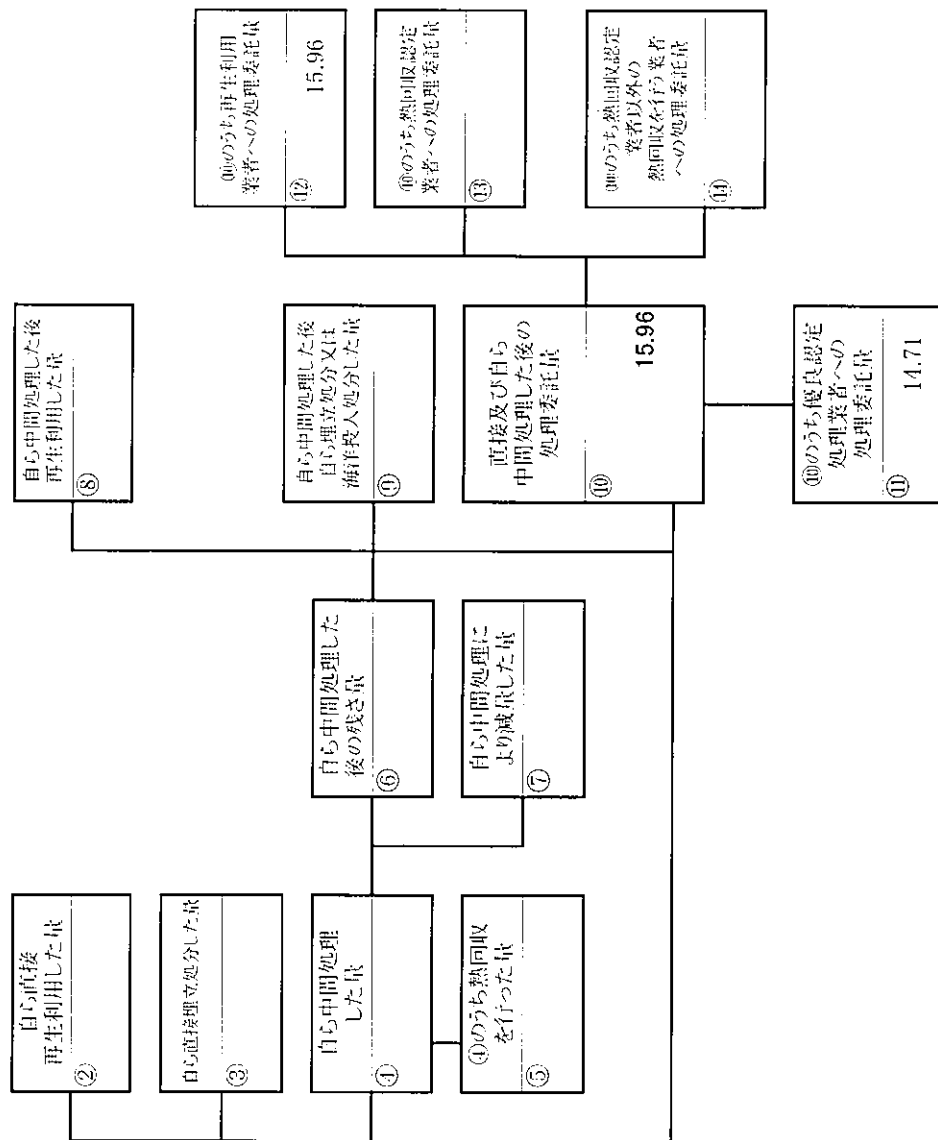 自ら直接
再生利用した量
②
自ら直接埋立処分した量
③
自ら中間処理
した量
④
④のうち熱回収
を行った量
⑤
自ら中間処理した
後の残さ量
⑥
自ら中間処理に
より減量した量
⑦
自ら中間処理した後
再生利用した量
⑧
自ら中間処理した後
自ら埋立処分又は
海洋投入処分した量
⑨
直接及び自ら
中間処理した後の
処理委託量
⑩
15.96
⑩のうち優良認定
処理業者への
処理委託量
⑪
14.71
⑩のうち再生利用
業者への処理委託量
⑫
15.96
⑩のうち熱回収認定
業者への処理委託量
⑬
⑩のうち熱回収認定
業者以外の
熱回収を行う業者
への処理委託量
⑭